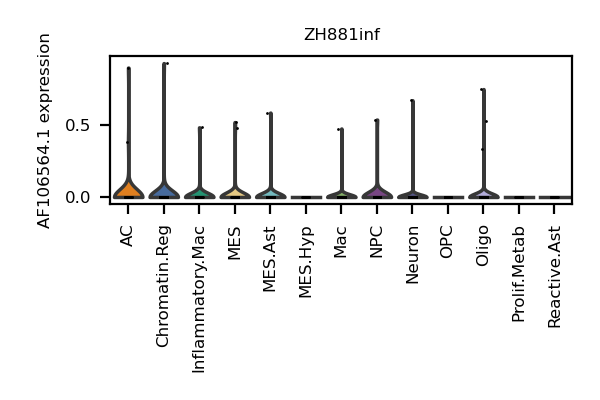 ZH881inf
AF106564.1 expression
0.5
0.0
AC
Chromatin.Reg
Inflammatory.Mac
MES
MES.Ast
MES.Hyp
Mac
NPC
Neuron
OPC
Oligo
Prolif.Metab
Reactive.Ast